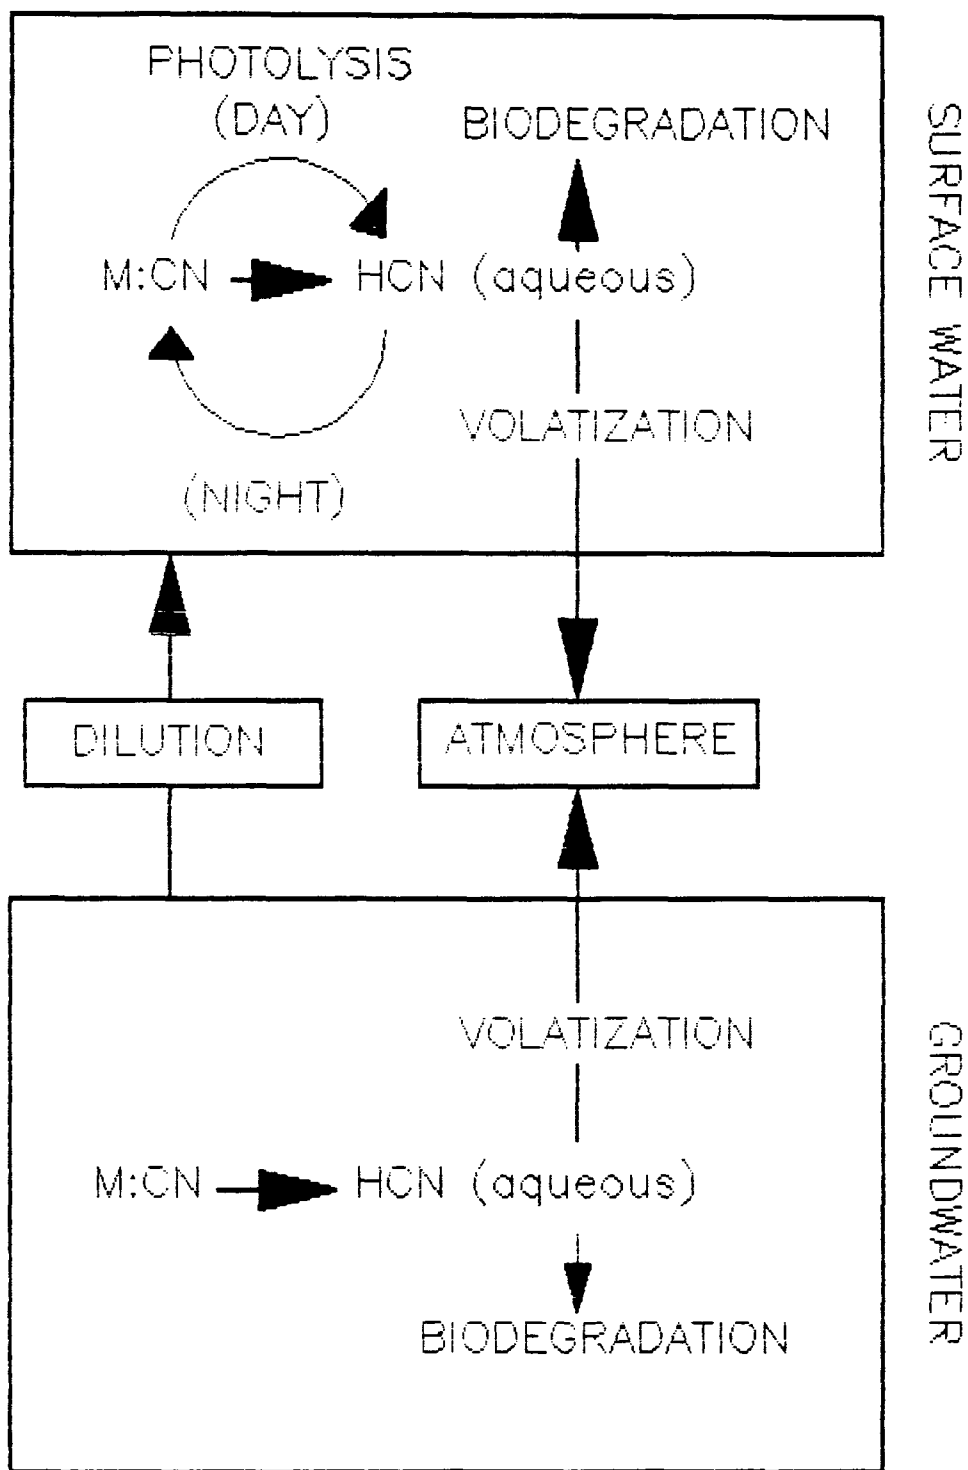 PHOTOLYSIS
(DAY)
BIODEGRADATION
M:CN HCN (aqueous)
VOLATIZATION
(NIGHT)
SURFACE WATER
DILUTION
ATMOSPHERE
VOLATIZATION
M:CN HCN (aqueous)
BIODEGRADATION
GROUNDWATER